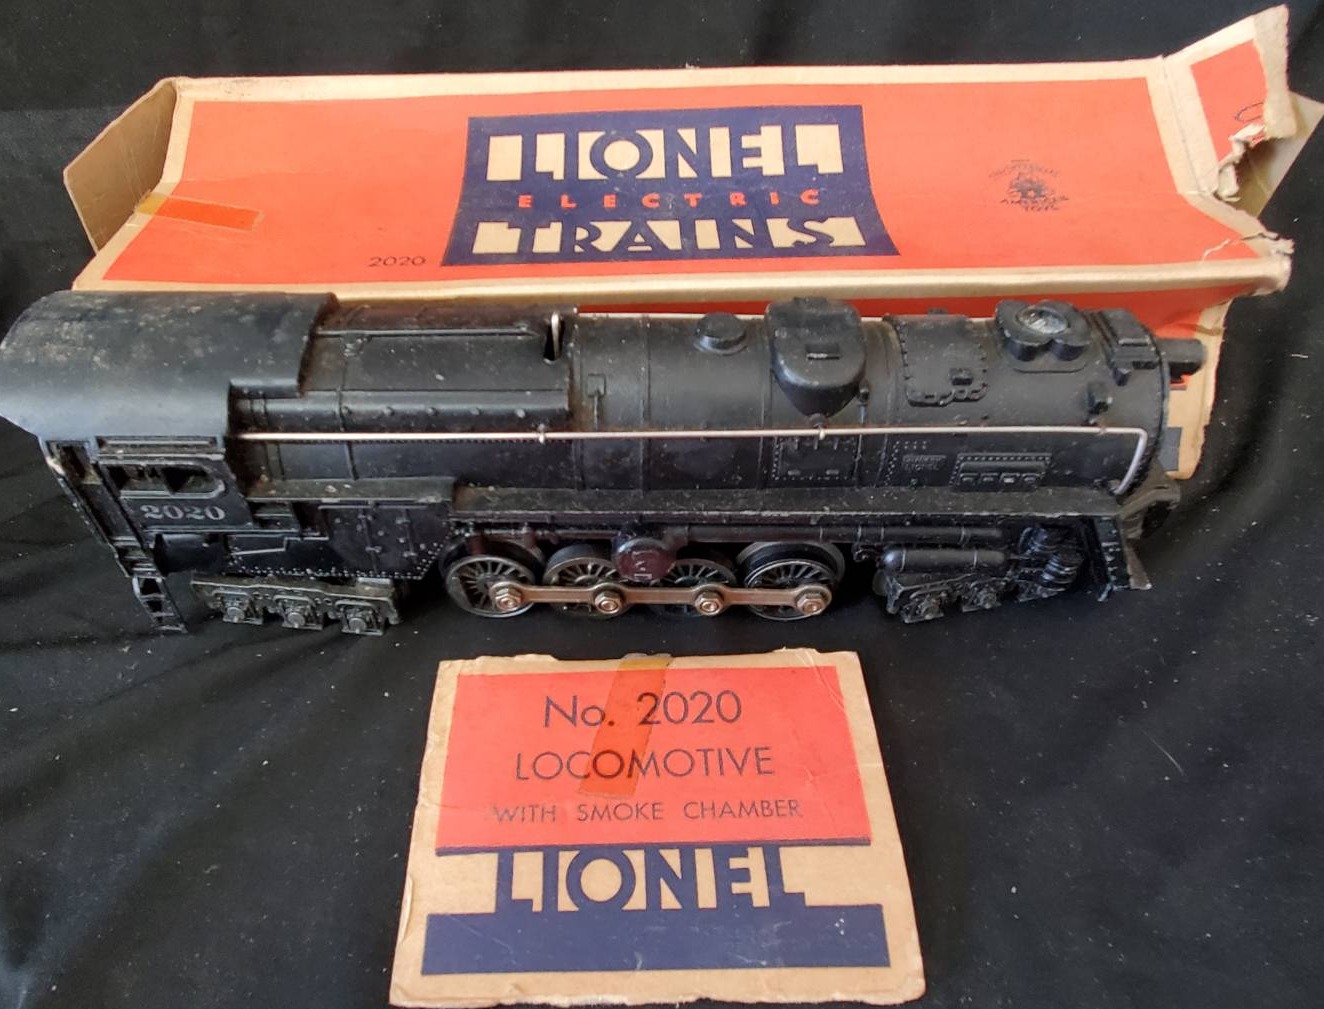 LIONEL
ELECTRIC
TRAINS
2020
2020
No. 2020
LOCOMOTIVE
WITH SMOKE CHAMBER
LIONEL